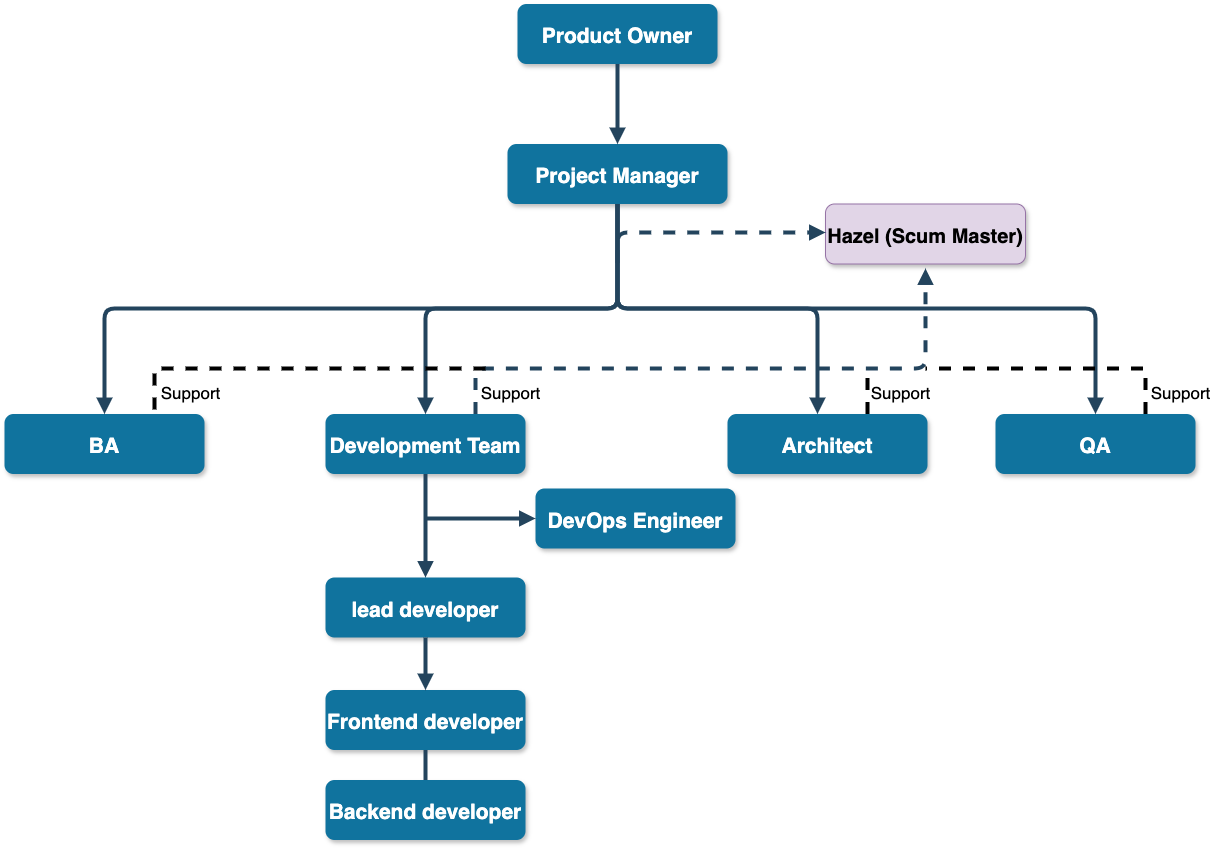 Product Owner
Project Manager
Hazel (Scum Master)
Support
Support
Support
Support
BA
Development Team
Architect
QA
DevOps Engineer
lead developer
Frontend developer
Backend developer